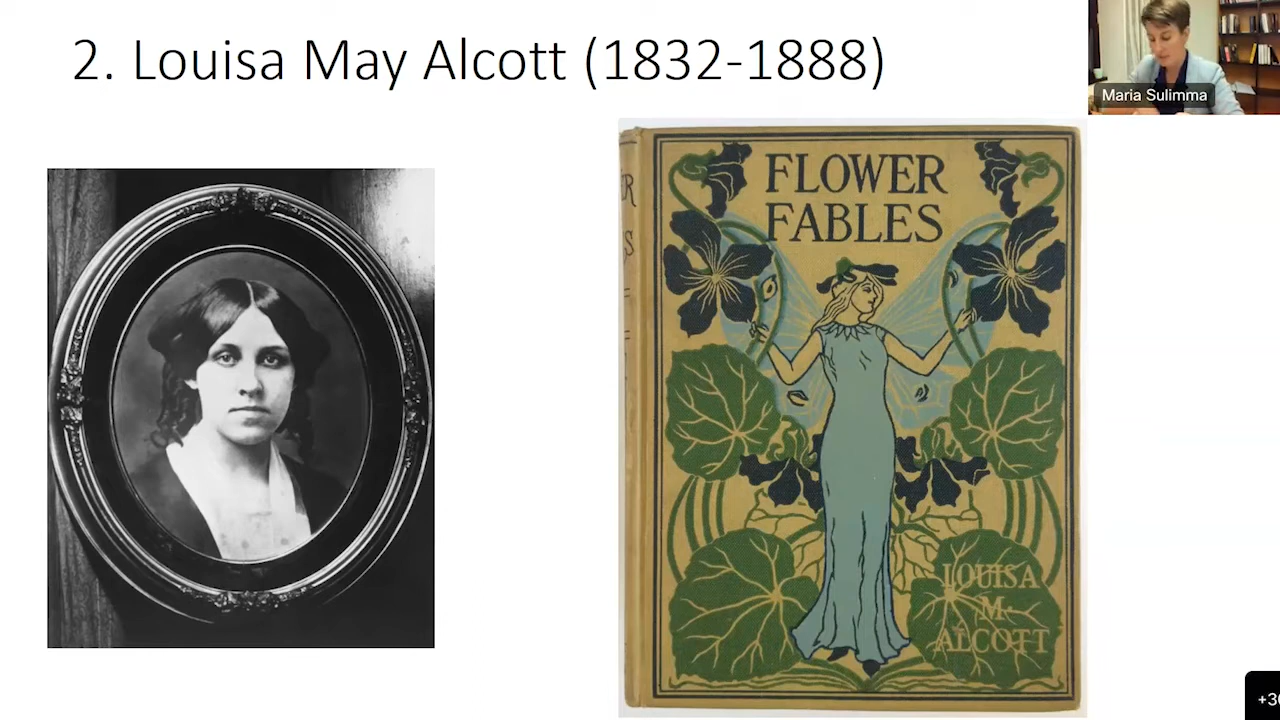 2. Louisa May Alcott (1832-1888)
Maria Sulimma
FLOWER
FABLES
LOUISA
M.
ALCOTT